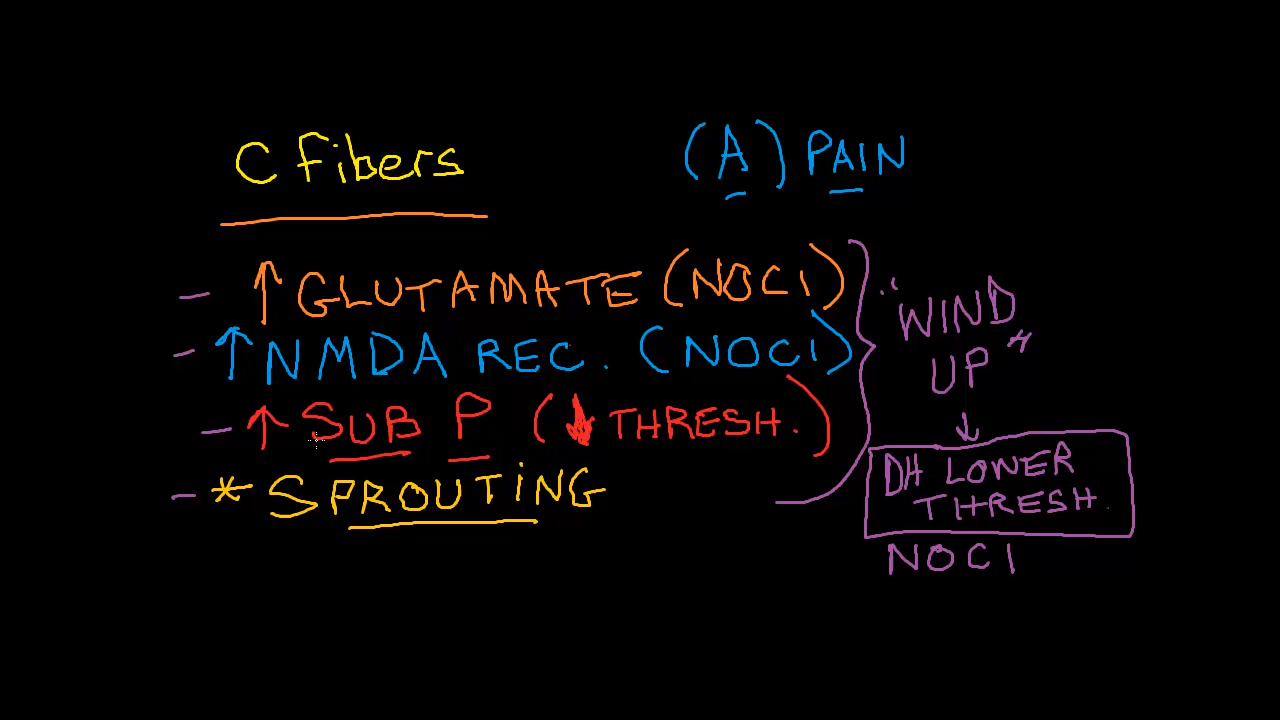 C fibers
(A) PAIN
- ↑ GLUTAMATE (NOCI)
- ↑ NMDA REC. (NOCI)
- ↑ SUB P (↓ THRESH.)
- * SPROUTING
"WIND
UP"
↓
DH LOWER
THRESH.
NOCI